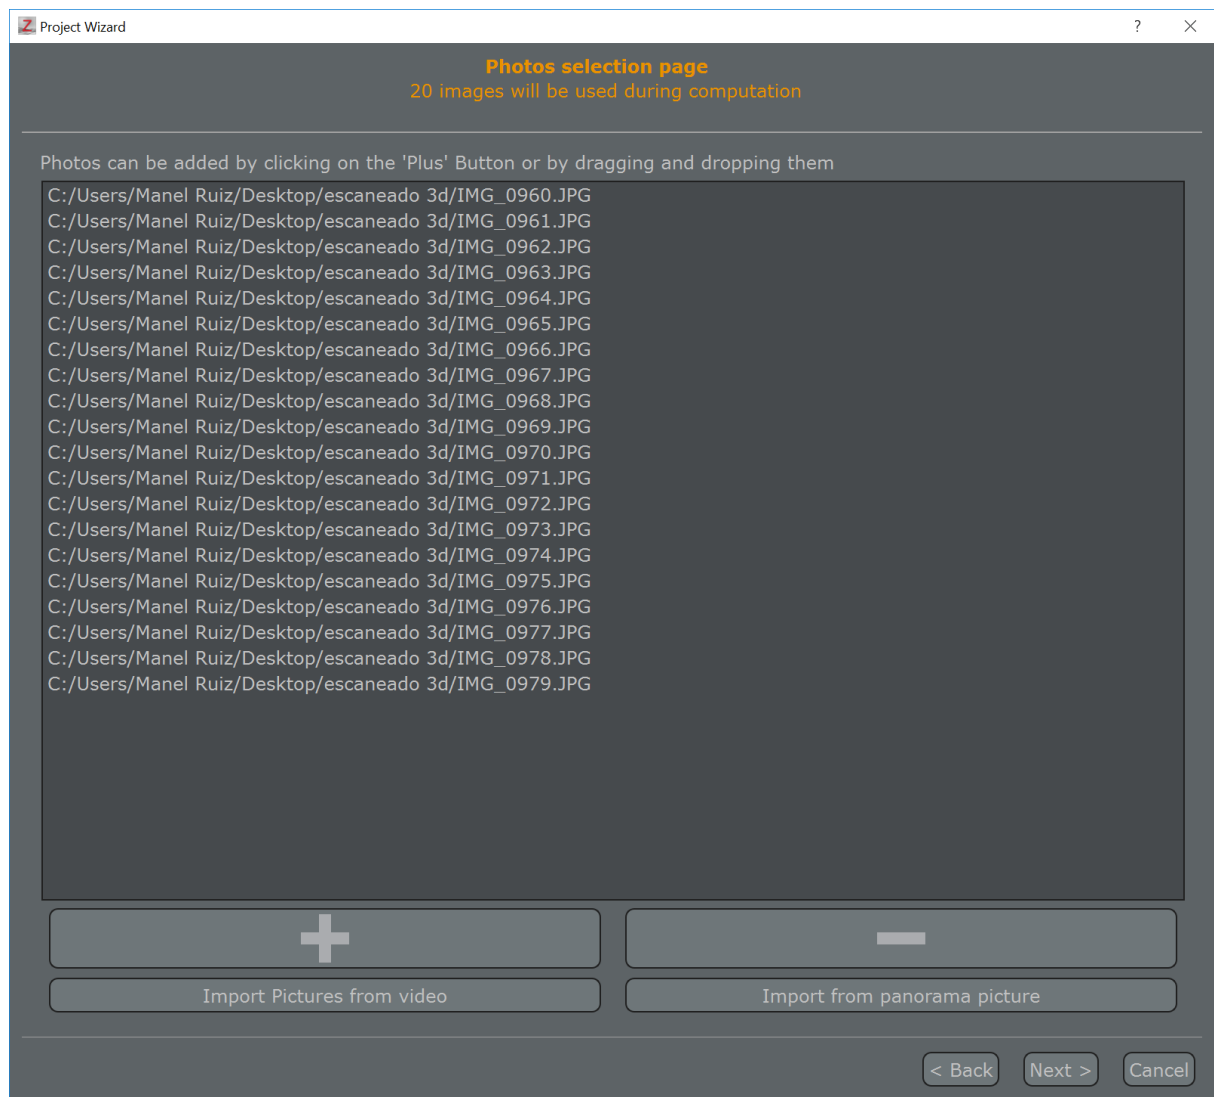 Z Project Wizard ?
Photos selection page
20 images will be used during computation
Photos can be added by clicking on the 'Plus' Button or by dragging and dropping them
C:/Users/Manel Ruiz/Desktop/escaneado 3d/IMG_0960.JPG
C:/Users/Manel Ruiz/Desktop/escaneado 3d/IMG_0961.JPG
C:/Users/Manel Ruiz/Desktop/escaneado 3d/IMG_0962.JPG
C:/Users/Manel Ruiz/Desktop/escaneado 3d/IMG_0963.JPG
C:/Users/Manel Ruiz/Desktop/escaneado 3d/IMG_0964.JPG
C:/Users/Manel Ruiz/Desktop/escaneado 3d/IMG_0965.JPG
C:/Users/Manel Ruiz/Desktop/escaneado 3d/IMG_0966.JPG
C:/Users/Manel Ruiz/Desktop/escaneado 3d/IMG_0967.JPG
C:/Users/Manel Ruiz/Desktop/escaneado 3d/IMG_0968.JPG
C:/Users/Manel Ruiz/Desktop/escaneado 3d/IMG_0969.JPG
C:/Users/Manel Ruiz/Desktop/escaneado 3d/IMG_0970.JPG
C:/Users/Manel Ruiz/Desktop/escaneado 3d/IMG_0971.JPG
C:/Users/Manel Ruiz/Desktop/escaneado 3d/IMG_0972.JPG
C:/Users/Manel Ruiz/Desktop/escaneado 3d/IMG_0973.JPG
C:/Users/Manel Ruiz/Desktop/escaneado 3d/IMG_0974.JPG
C:/Users/Manel Ruiz/Desktop/escaneado 3d/IMG_0975.JPG
C:/Users/Manel Ruiz/Desktop/escaneado 3d/IMG_0976.JPG
C:/Users/Manel Ruiz/Desktop/escaneado 3d/IMG_0977.JPG
C:/Users/Manel Ruiz/Desktop/escaneado 3d/IMG_0978.JPG
C:/Users/Manel Ruiz/Desktop/escaneado 3d/IMG_0979.JPG
Import Pictures from video
Import from panorama picture
< Back Next > Cancel